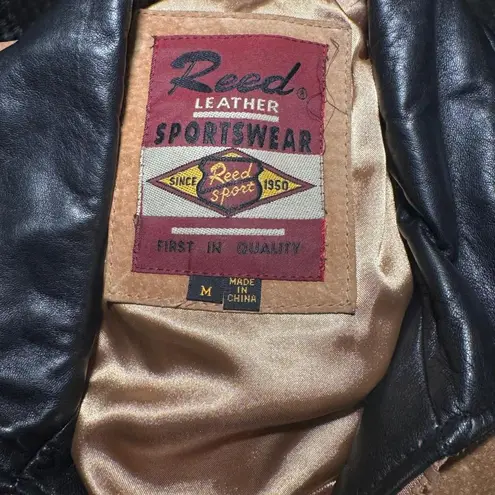 Reed®
LEATHER
SPORTSWEAR
SINCE Reed 1950
sport
FIRST IN QUALITY
M
MADE
IN
CHINA